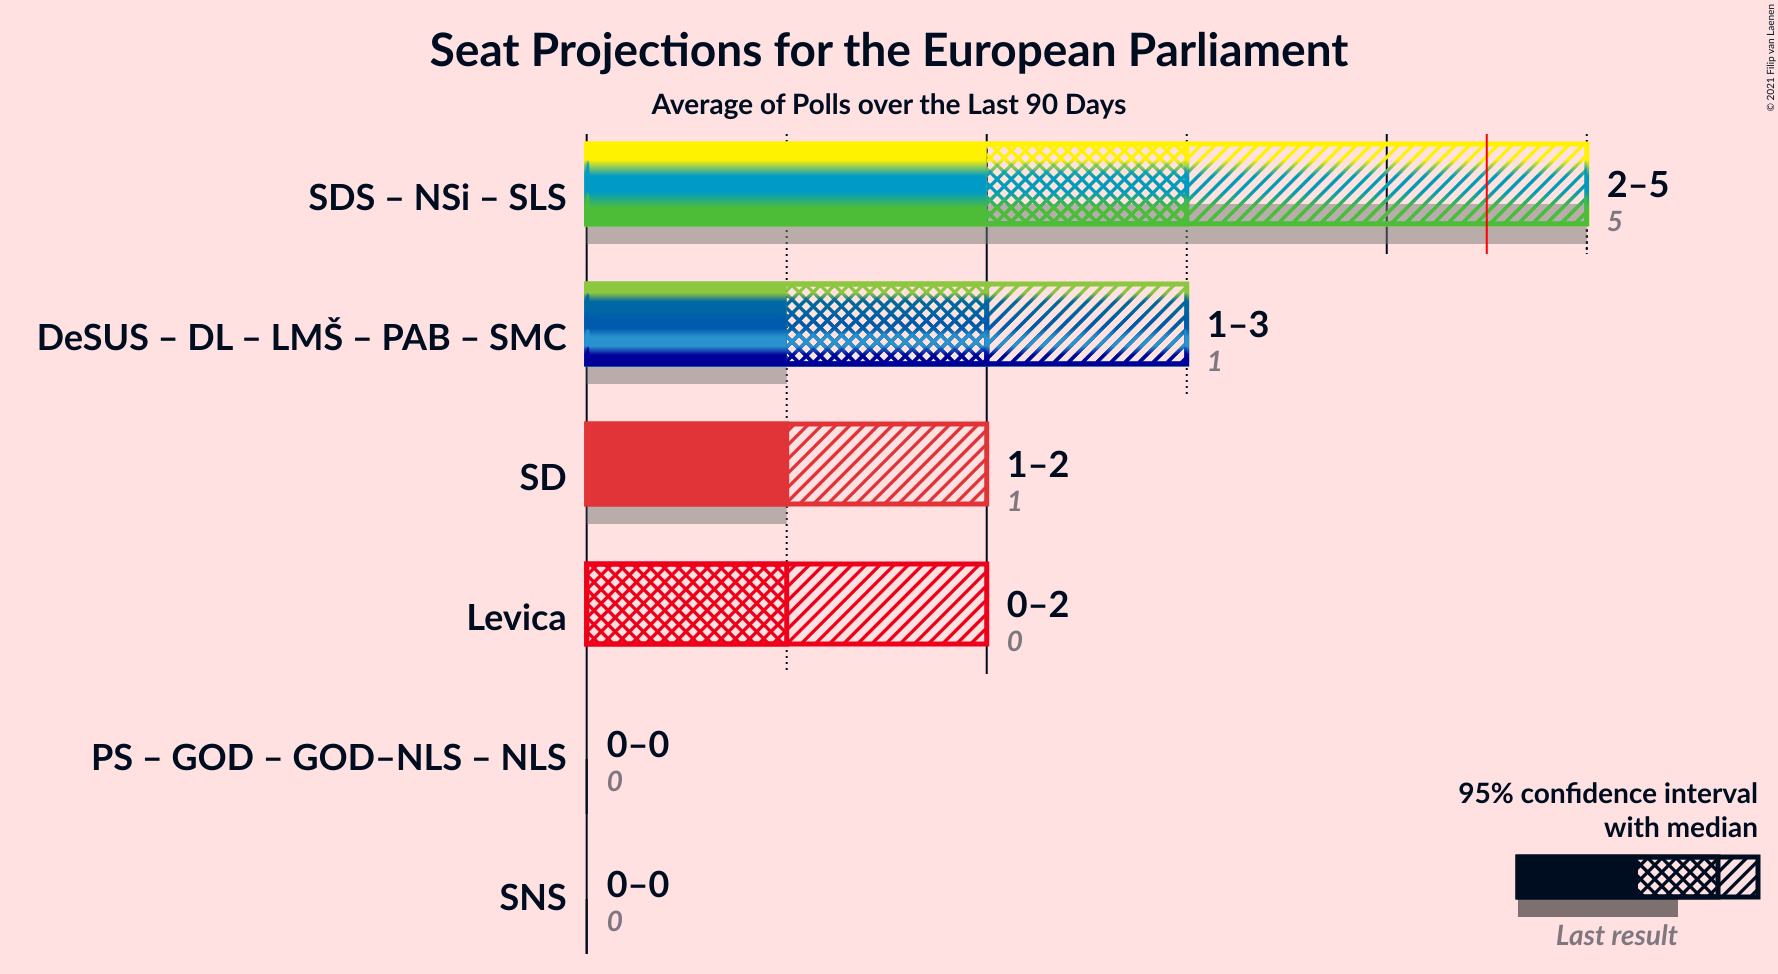 Seat Projections for the European Parliament
Average of Polls over the Last 90 Days
© 2021 Filip van Laenen
SDS – NSi – SLS
2–5
5
DeSUS – DL – LMŠ – PAB – SMC
1–3
1
SD
1–2
1
Levica
0–2
0
PS – GOD – GOD–NLS – NLS
0–0
0
SNS
0–0
0
95% confidence interval
with median
Last result